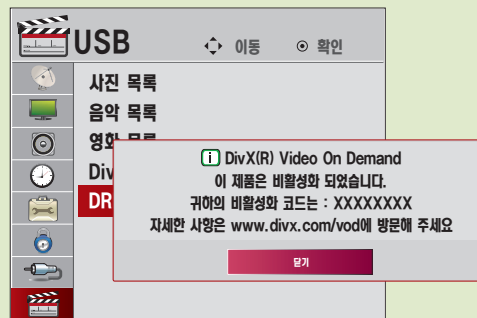 USB
이동
확인
사진 목록
음악 목록
영화 목록
Div
DR
i DivX(R) Video On Demand
이 제품은 비활성화 되었습니다.
귀하의 비활성화 코드는 : XXXXXXXX
자세한 사항은 www.divx.com/vod에 방문해 주세요
닫기